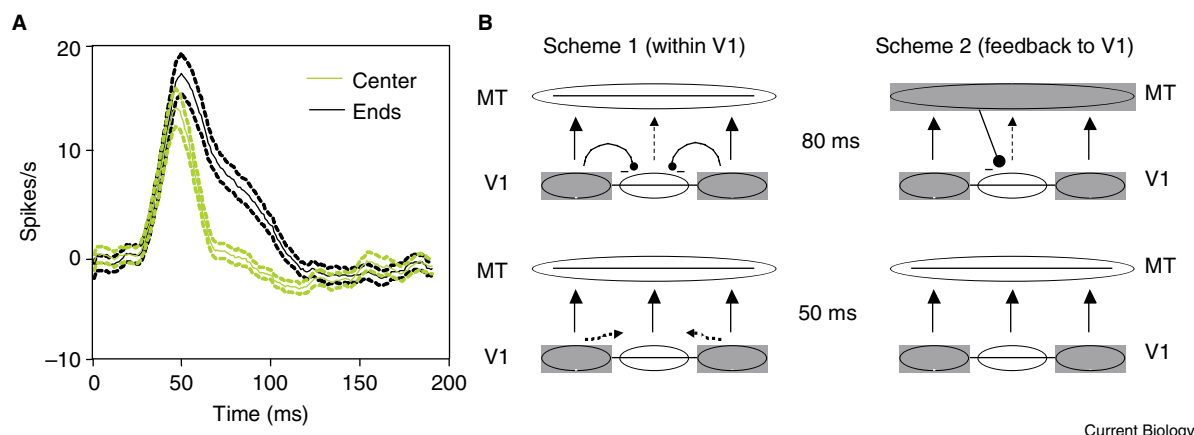 A
20
10
0
–10
Spikes/s
0
50
100
150
200
Time (ms)
Center
Ends
B
Scheme 1 (within V1)
Scheme 2 (feedback to V1)
MT
MT
80 ms
V1
V1
– –
–
MT
MT
50 ms
V1
V1
Current Biology